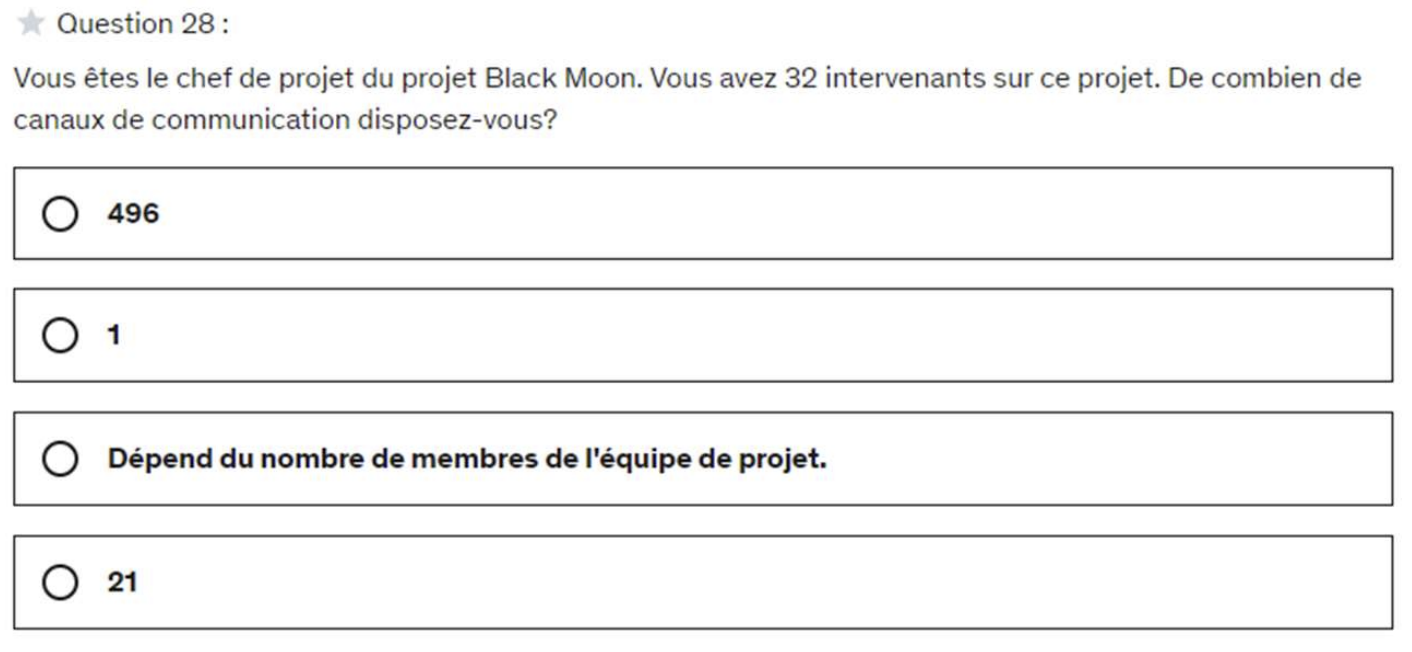 Question 28 :
Vous êtes le chef de projet du projet Black Moon. Vous avez 32 intervenants sur ce projet. De combien de
canaux de communication disposez-vous?
496
1
Dépend du nombre de membres de l'équipe de projet.
21